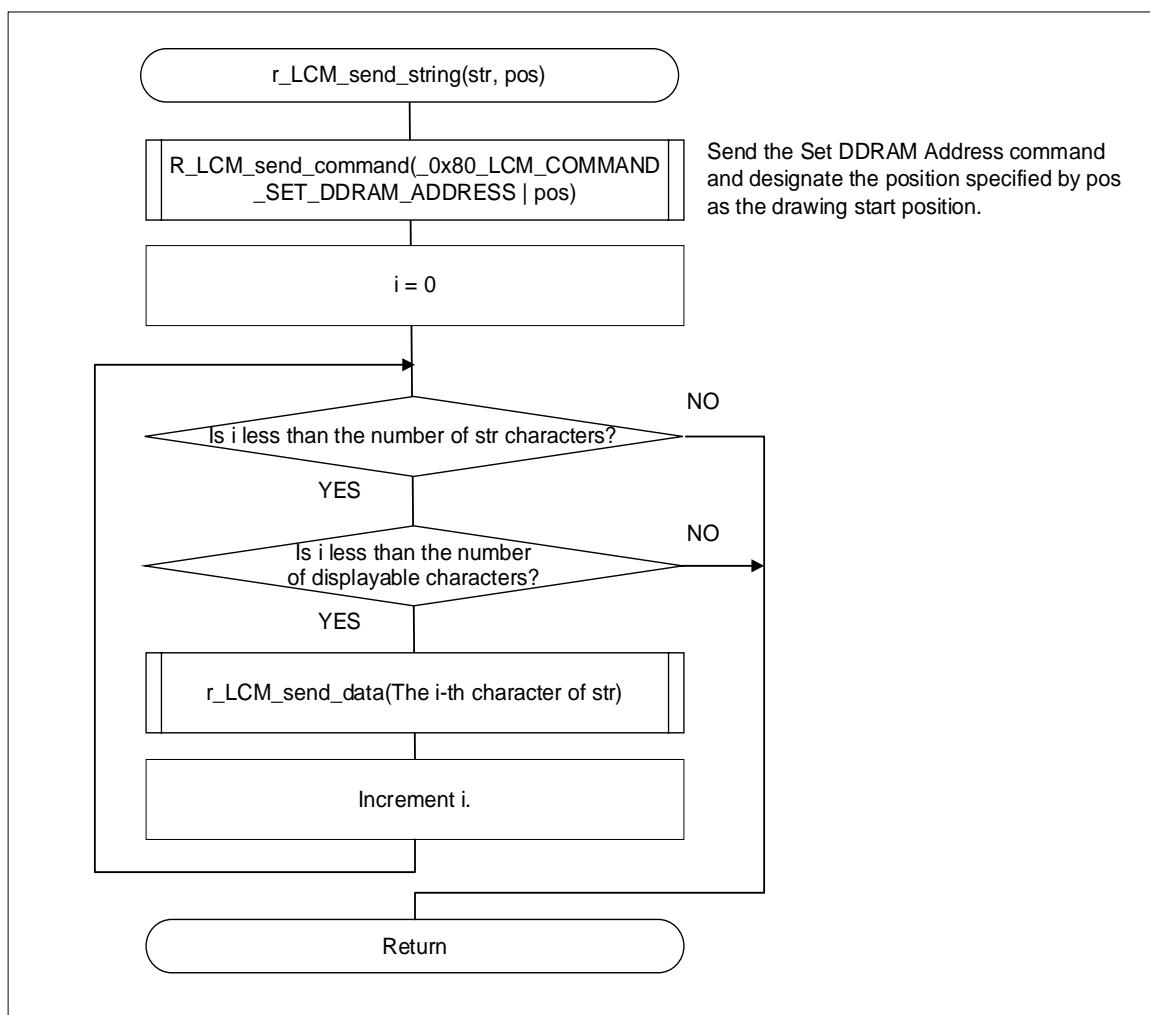 r_LCM_send_string(str, pos)
R_LCM_send_command(_0x80_LCM_COMMAND
_SET_DDRAM_ADDRESS | pos)
Send the Set DDRAM Address command
and designate the position specified by pos
as the drawing start position.
i = 0
NO
Is i less than the number of str characters?
YES
NO
Is i less than the number
of displayable characters?
YES
r_LCM_send_data(The i-th character of str)
Increment i.
Return